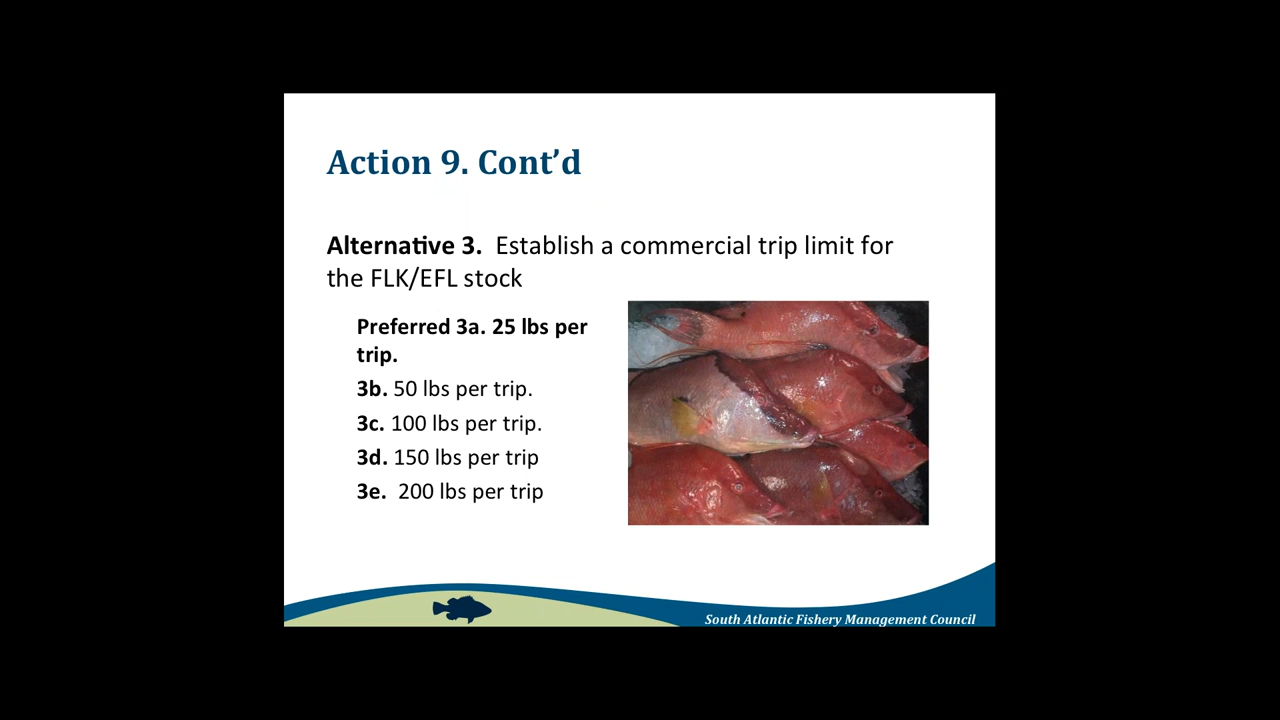 Action 9. Cont’d
Alternative 3.  Establish a commercial trip limit for
the FLK/EFL stock
Preferred 3a. 25 lbs per
trip.
3b. 50 lbs per trip.
3c. 100 lbs per trip.
3d. 150 lbs per trip
3e.  200 lbs per trip
South Atlantic Fishery Management Council